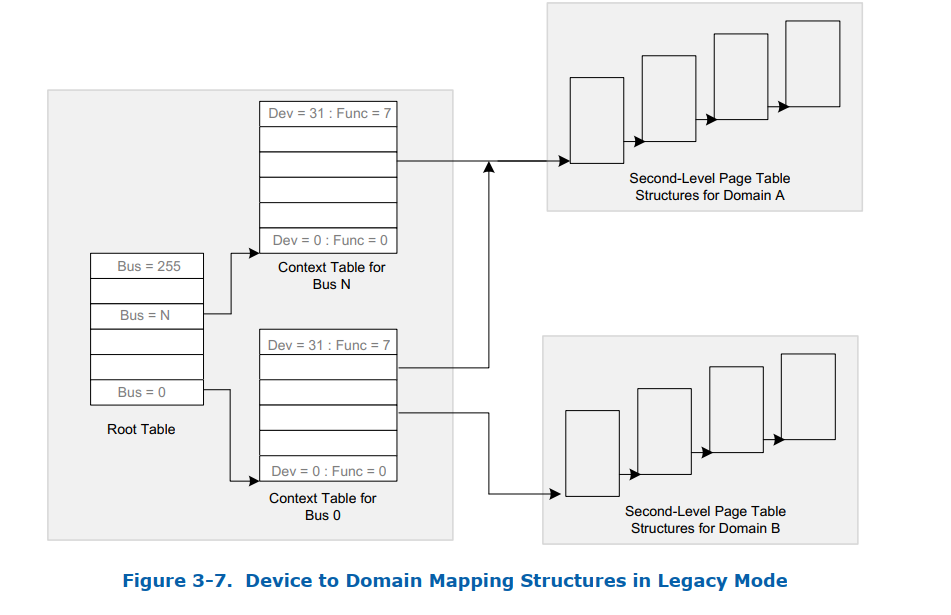 Dev = 31 : Func = 7
Dev = 0 : Func = 0
Context Table for
Bus N
Second-Level Page Table
Structures for Domain A
Bus = 255
Bus = N
Bus = 0
Root Table
Dev = 31 : Func = 7
Dev = 0 : Func = 0
Context Table for
Bus 0
Second-Level Page Table
Structures for Domain B
Figure 3-7. Device to Domain Mapping Structures in Legacy Mode